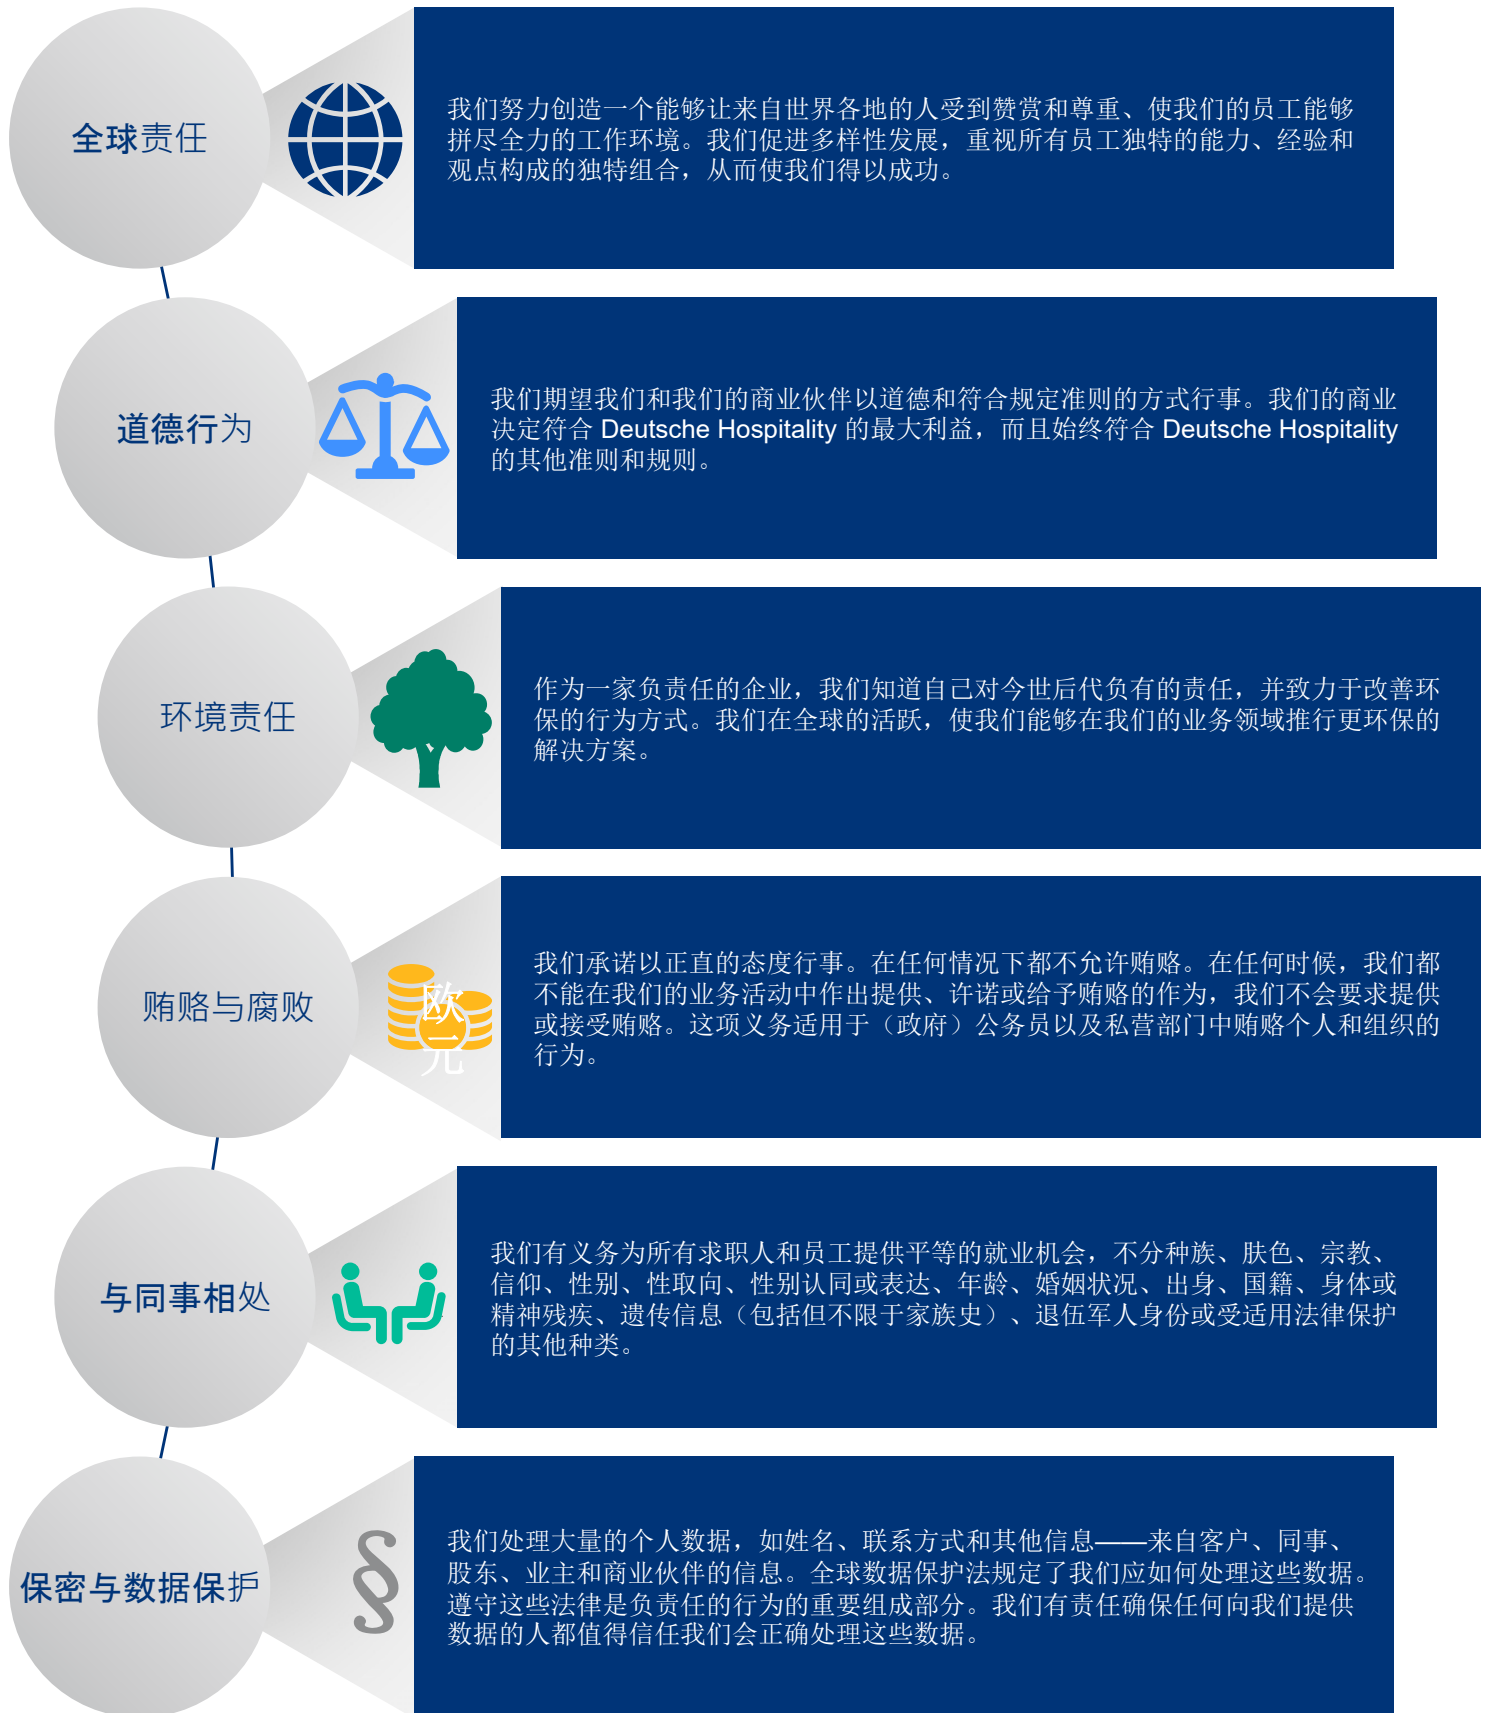 全球责任
我们努力创造一个能够让来自世界各地的人受到赞赏和尊重、使我们的员工能够
拼尽全力的工作环境。我们促进多样性发展，重视所有员工独特的能力、经验和
观点构成的独特组合，从而使我们得以成功。
道德行为
我们期望我们和我们的商业伙伴以道德和符合规定准则的方式行事。我们的商业
决定符合 Deutsche Hospitality 的最大利益，而且始终符合 Deutsche Hospitality
的其他准则和规则。
环境责任
作为一家负责任的企业，我们知道自己对今世后代负有的责任，并致力于改善环
保的行为方式。我们在全球的活跃，使我们能够在我们的业务领域推行更环保的
解决方案。
贿赂与腐败
欧
元
我们承诺以正直的态度行事。在任何情况下都不允许贿赂。在任何时候，我们都
不能在我们的业务活动中作出提供、许诺或给予贿赂的作为，我们不会要求提供
或接受贿赂。这项义务适用于（政府）公务员以及私营部门中贿赂个人和组织的
行为。
与同事相处
我们有义务为所有求职人和员工提供平等的就业机会，不分种族、肤色、宗教、
信仰、性别、性取向、性别认同或表达、年龄、婚姻状况、出身、国籍、身体或
精神残疾、遗传信息（包括但不限于家族史）、退伍军人身份或受适用法律保护
的其他种类。
保密与数据保护
§
我们处理大量的个人数据，如姓名、联系方式和其他信息——来自客户、同事、
股东、业主和商业伙伴的信息。全球数据保护法规定了我们应如何处理这些数据。
遵守这些法律是负责任的行为的重要组成部分。我们有责任确保任何向我们提供
数据的人都值得信任我们会正确处理这些数据。